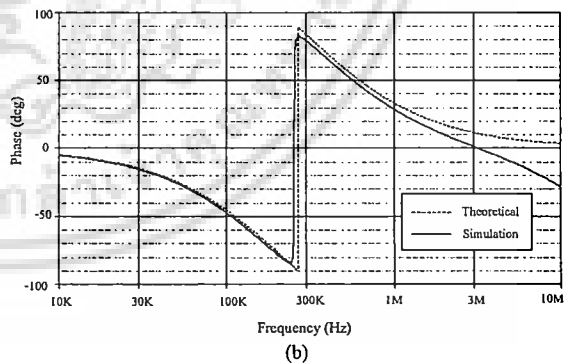 100
50
0
-50
-100
Phase (deg)
Theoretical
Simulation
10K 30K 100K 300K 1M 3M 10M
Frequency (Hz)
(b)